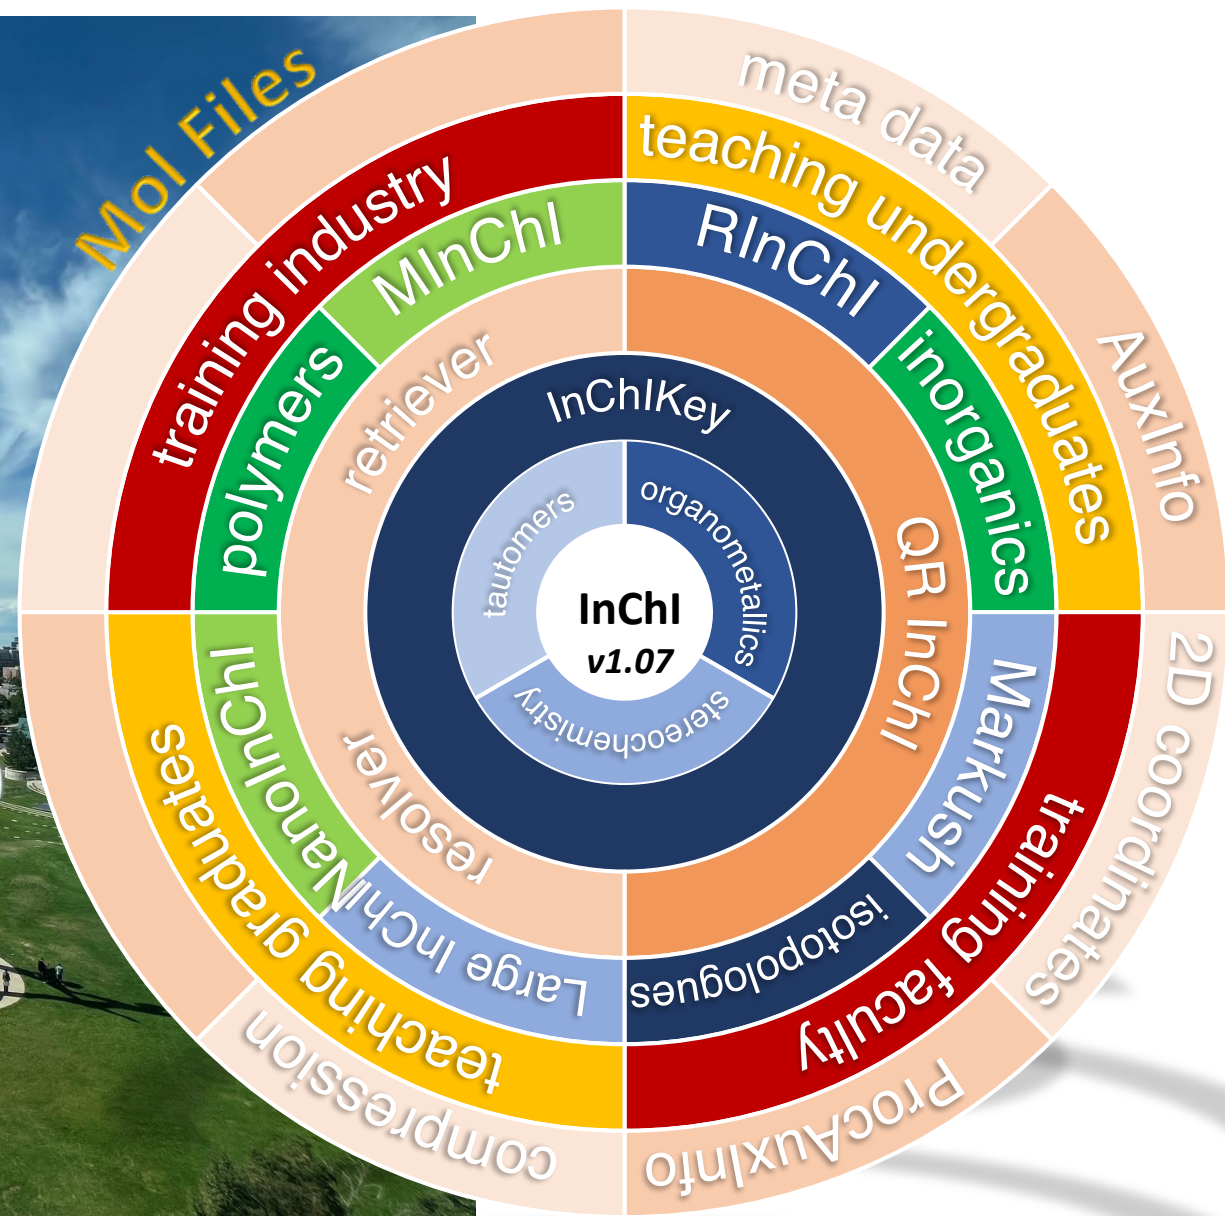 Mol Files
meta data
AuxInfo
2D coordinates
ProcAuxInfo
compression
training industry
teaching undergraduates
training faculty
teaching graduates
MInChI
RInChI
inorganics
Markush
isotopologues
Large InChI
NanoInChI
polymers
retriever
QR InChI
resolver
InChIKey
tautomers
organometallics
stereochemistry
InChI
v1.07